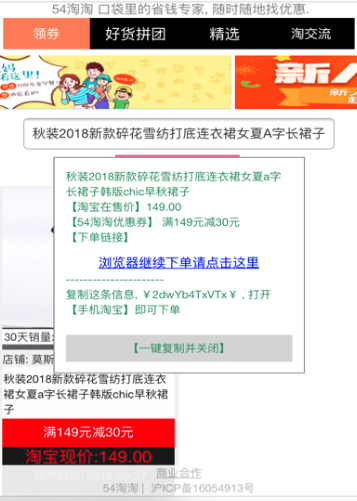 54淘淘 口袋里的省钱专家, 随时随地找优惠.
领券 好货拼团 精选 淘交流
妈
看这里!
新人
秋装2018新款碎花雪纺打底连衣裙女夏A字长裙子
秋装2018新款碎花雪纺打底连衣裙女夏a字
长裙子韩版chic早秋裙子
【淘宝在售价】149.00
【54淘淘优惠券】 满149元减30元
【下单链接】
浏览器继续下单请点击这里
----------------------
复制这条信息,￥2dwYb4TxVTx￥, 打开
【手机淘宝】即可下单
【一键复制并关闭】
30天销量:
店铺: 莫斯
秋装2018新款碎花雪纺打底连衣
裙女夏a字长裙子韩版chic早秋裙
子
满149元减30元
淘宝现价:149.00
商业合作
54淘淘 | 沪ICP备16054913号